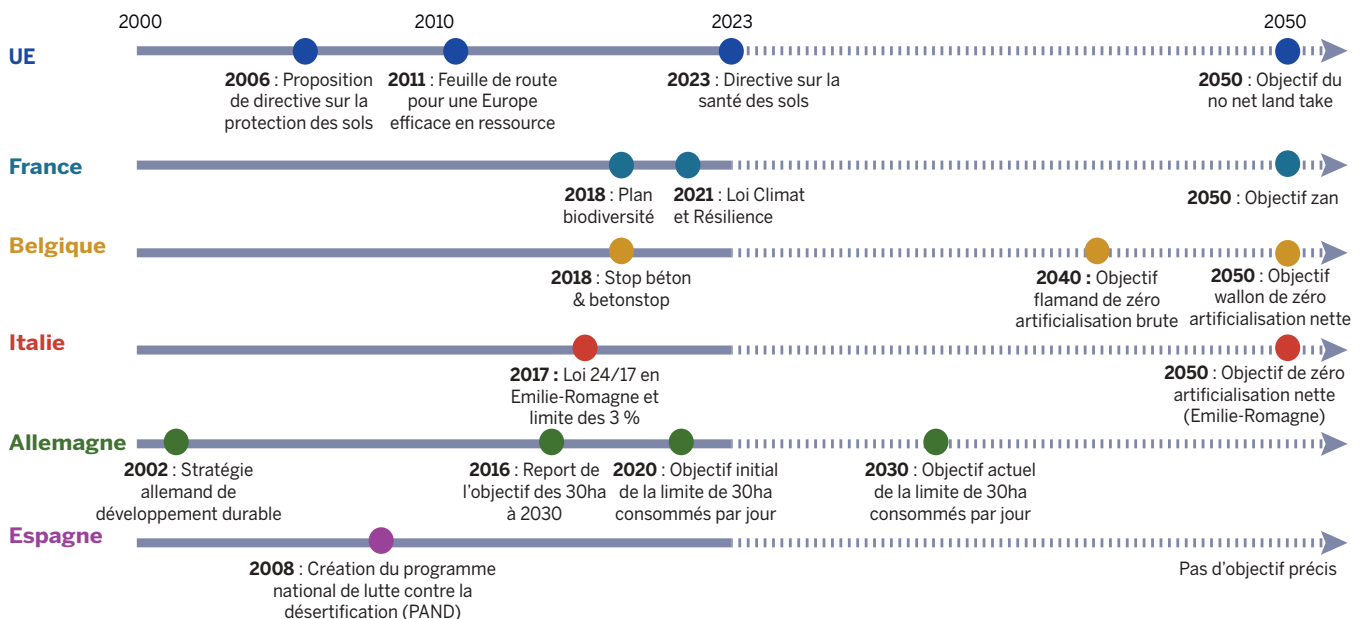 2000
2010
2023
2050
UE
2006 : Proposition
de directive sur la
protection des sols
2011 : Feuille de route
pour une Europe
efficace en ressource
2023 : Directive sur la
santé des sols
2050 : Objectif du
no net land take
France
2018 : Plan
biodiversité
2021 : Loi Climat
et Résilience
2050 : Objectif zan
Belgique
2018 : Stop béton
& betonstop
2040 : Objectif
flamand de zéro
artificialisation brute
2050 : Objectif
wallon de zéro
artificialisation nette
Italie
2017 : Loi 24/17 en
Emilie-Romagne et
limite des 3 %
2050 : Objectif de zéro
artificialisation nette
(Emilie-Romagne)
Allemagne
2002 : Stratégie
allemand de
développement durable
2016 : Report de
l'objectif des 30ha
à 2030
2020 : Objectif initial
de la limite de 30ha
consommés par jour
2030 : Objectif actuel
de la limite de 30ha
consommés par jour
Espagne
2008 : Création du programme
national de lutte contre la
désertification (PAND)
Pas d'objectif précis